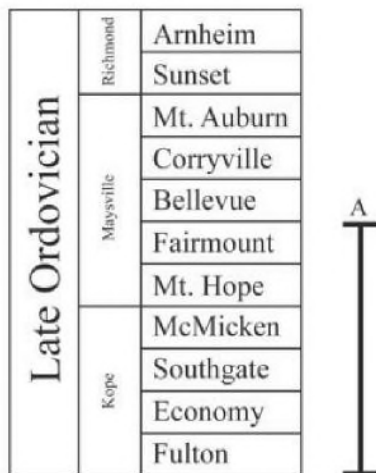 Late Ordovician
Richmond
Arnheim
Sunset
Maysville
Mt. Auburn
Corryville
Bellevue
Fairmount
Mt. Hope
Kope
McMicken
Southgate
Economy
Fulton
A